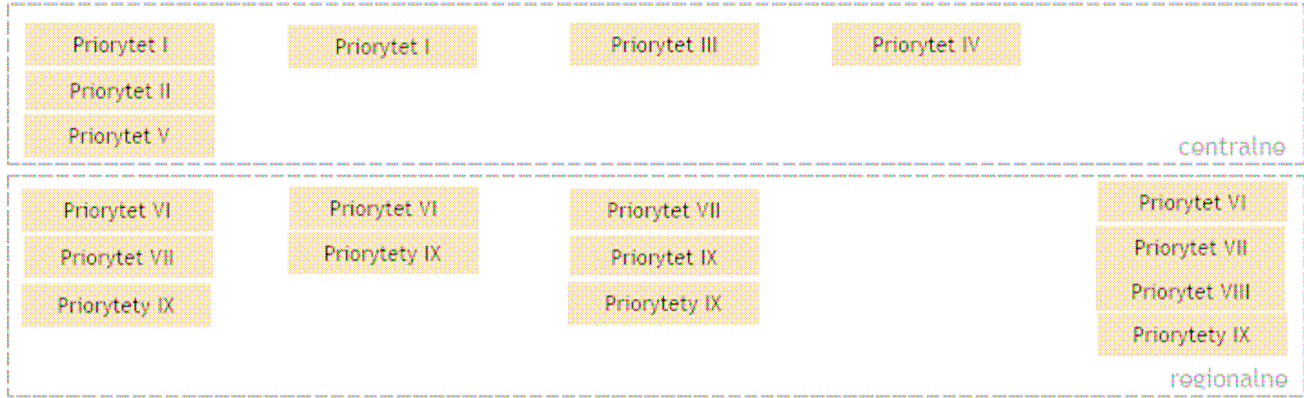 Priorytet I
Priorytet I
Priorytet III
Priorytet IV
Priorytet II
Priorytet V
centralne
Priorytet VI
Priorytet VI
Priorytet VII
Priorytet VI
Priorytet VII
Priorytety IX
Priorytet IX
Priorytet VII
Priorytety IX
Priorytety IX
Priorytet VIII
Priorytety IX
regionalne